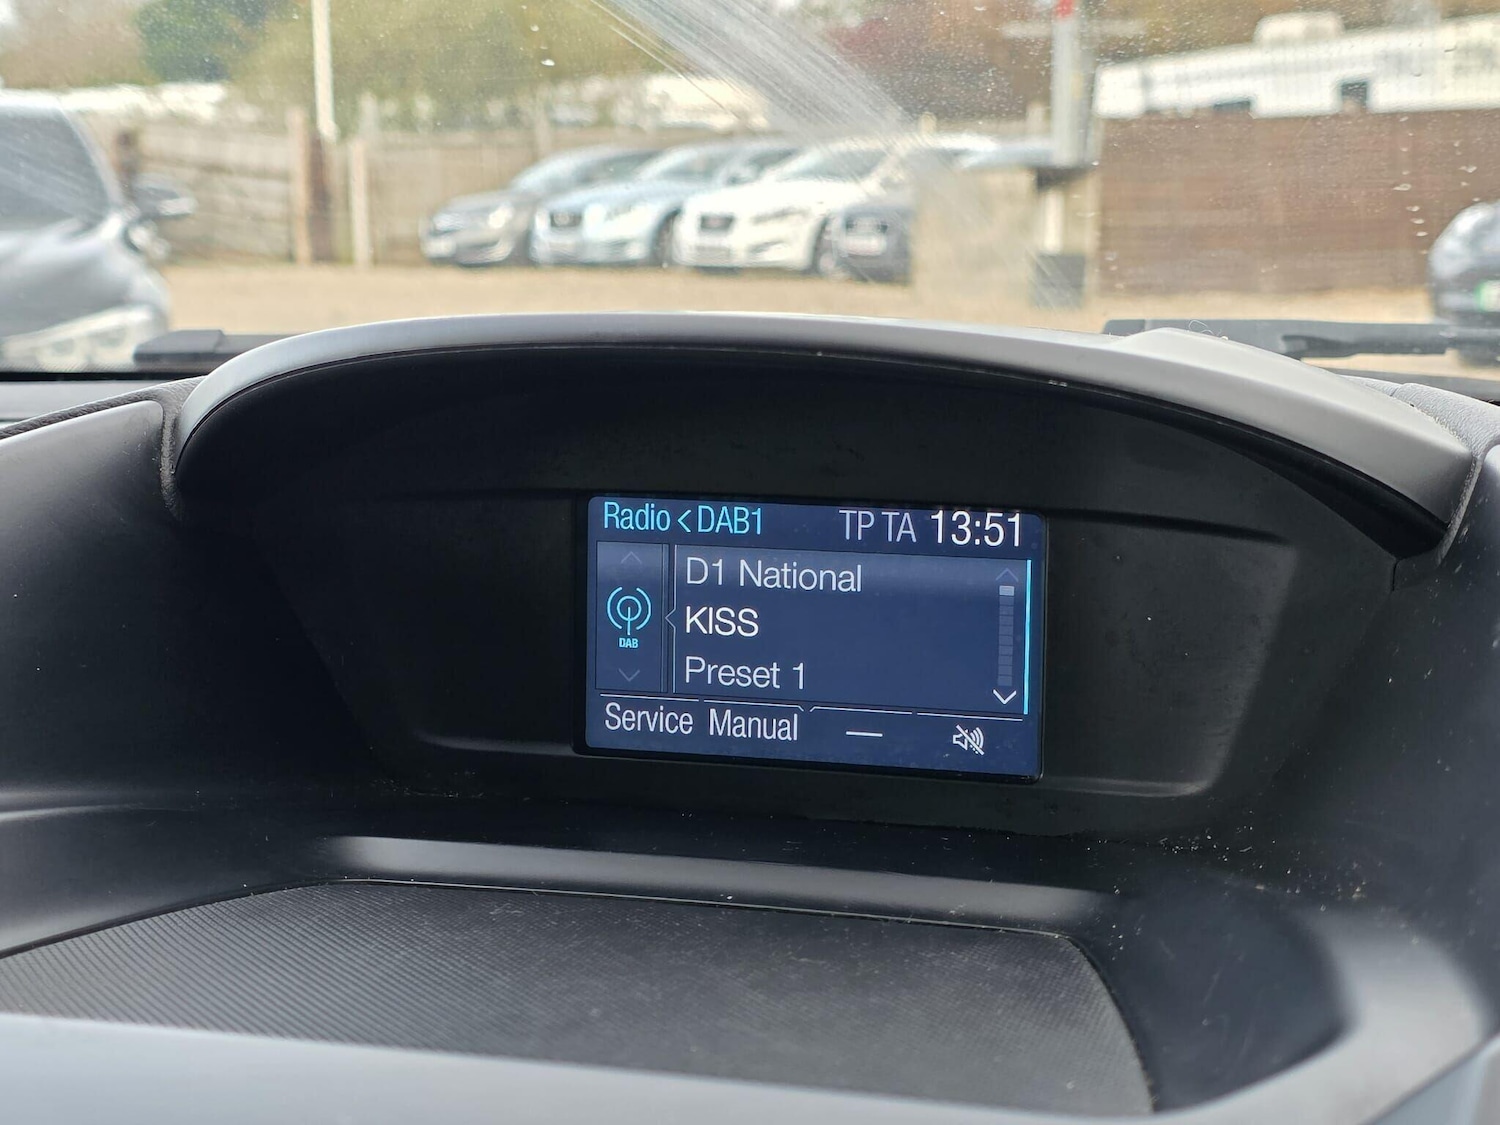 Radio < DAB1 TP TA 13:51
D1 National
KISS
DAB
Preset 1
Service Manual